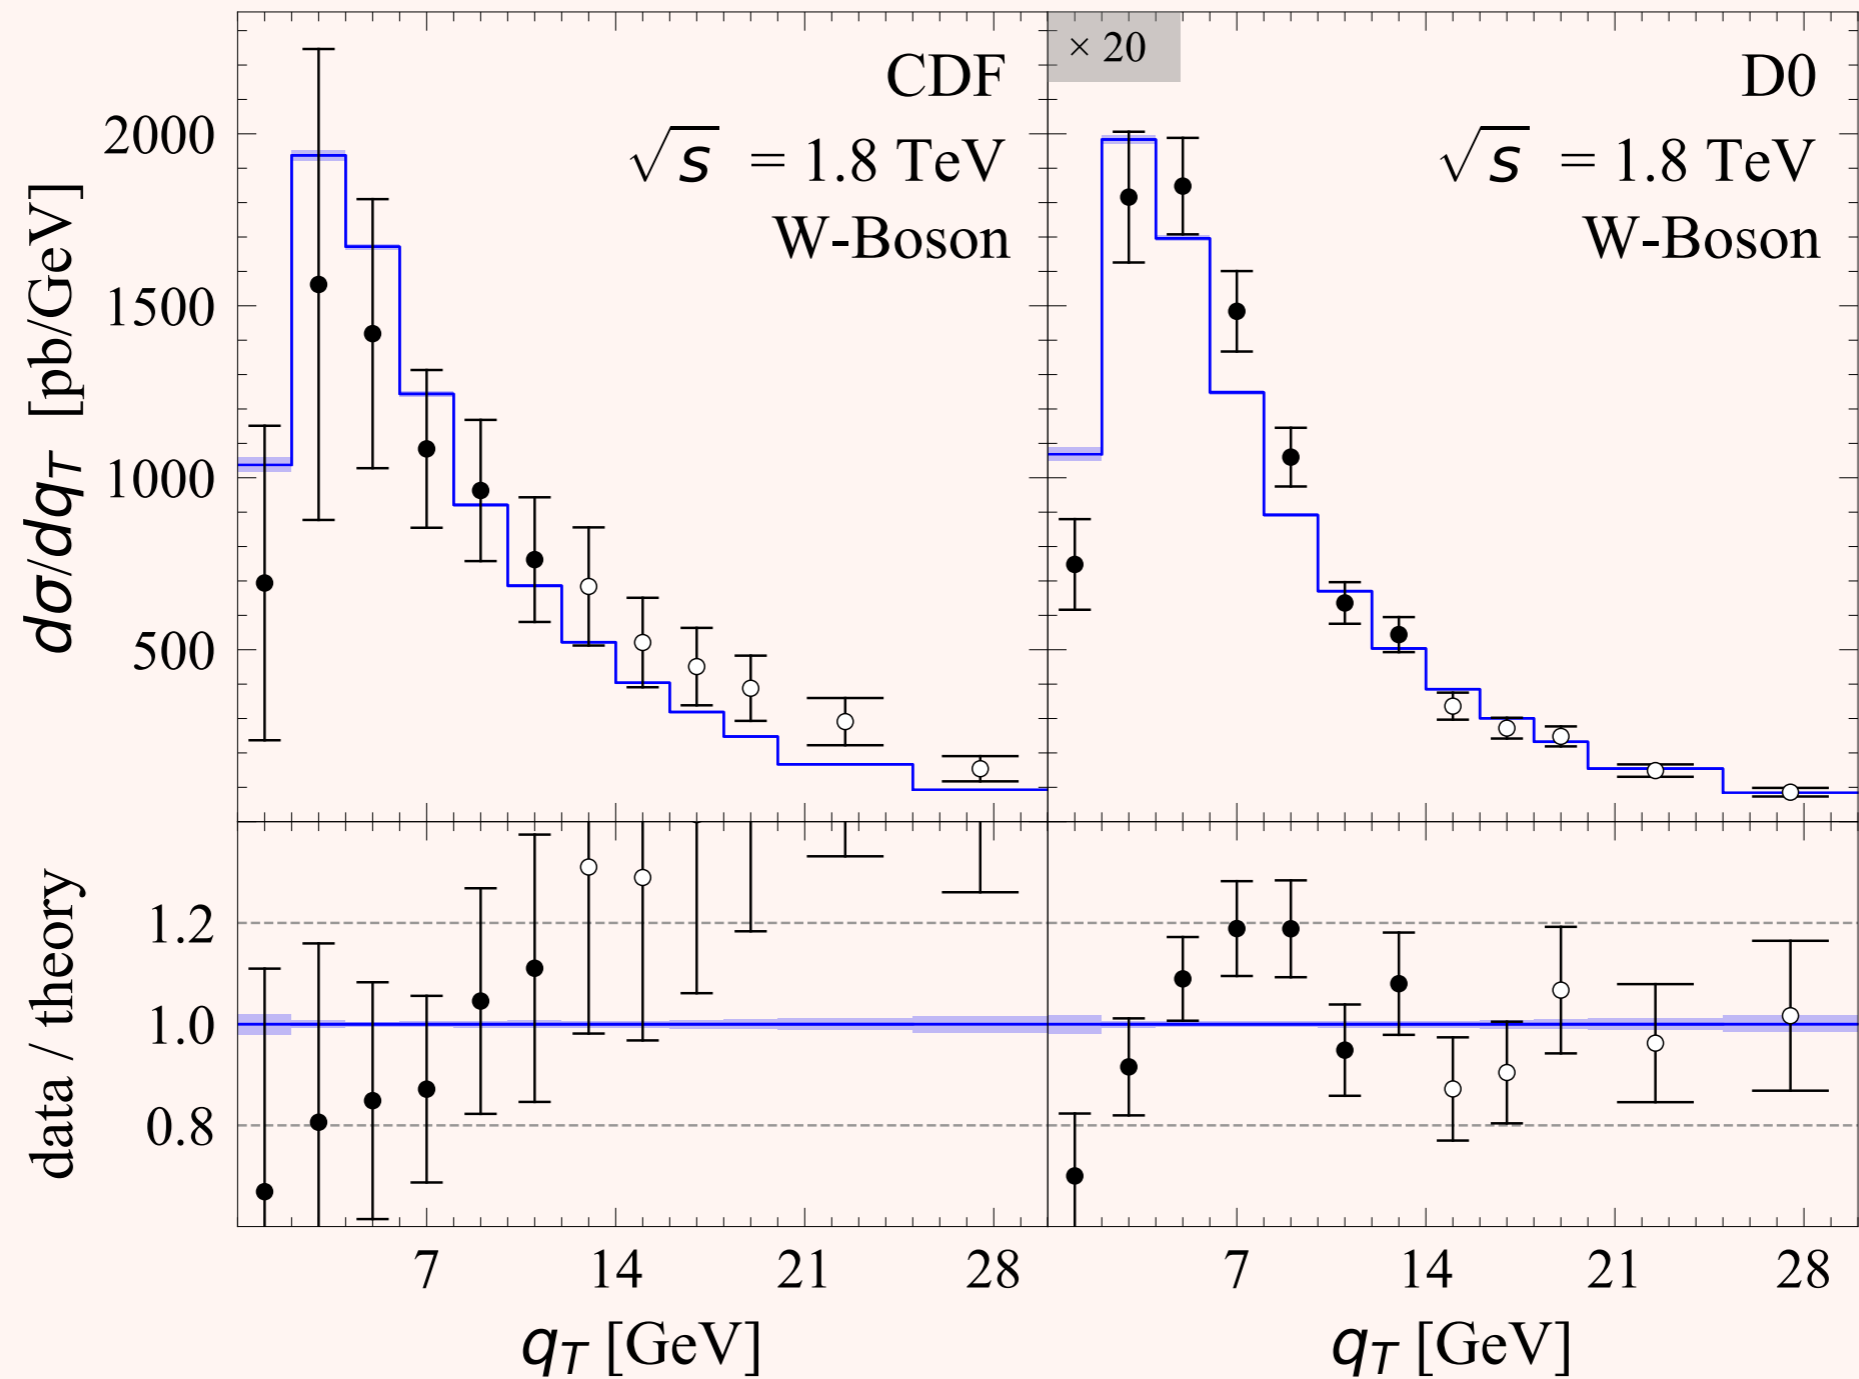 dσ/dq_T [pb/GeV]
2000
1500
1000
500
CDF
√s = 1.8 TeV
W-Boson
× 20
D0
√s = 1.8 TeV
W-Boson
data / theory
1.2
1.0
0.8
7 14 21 28
7 14 21 28
q_T [GeV]
q_T [GeV]